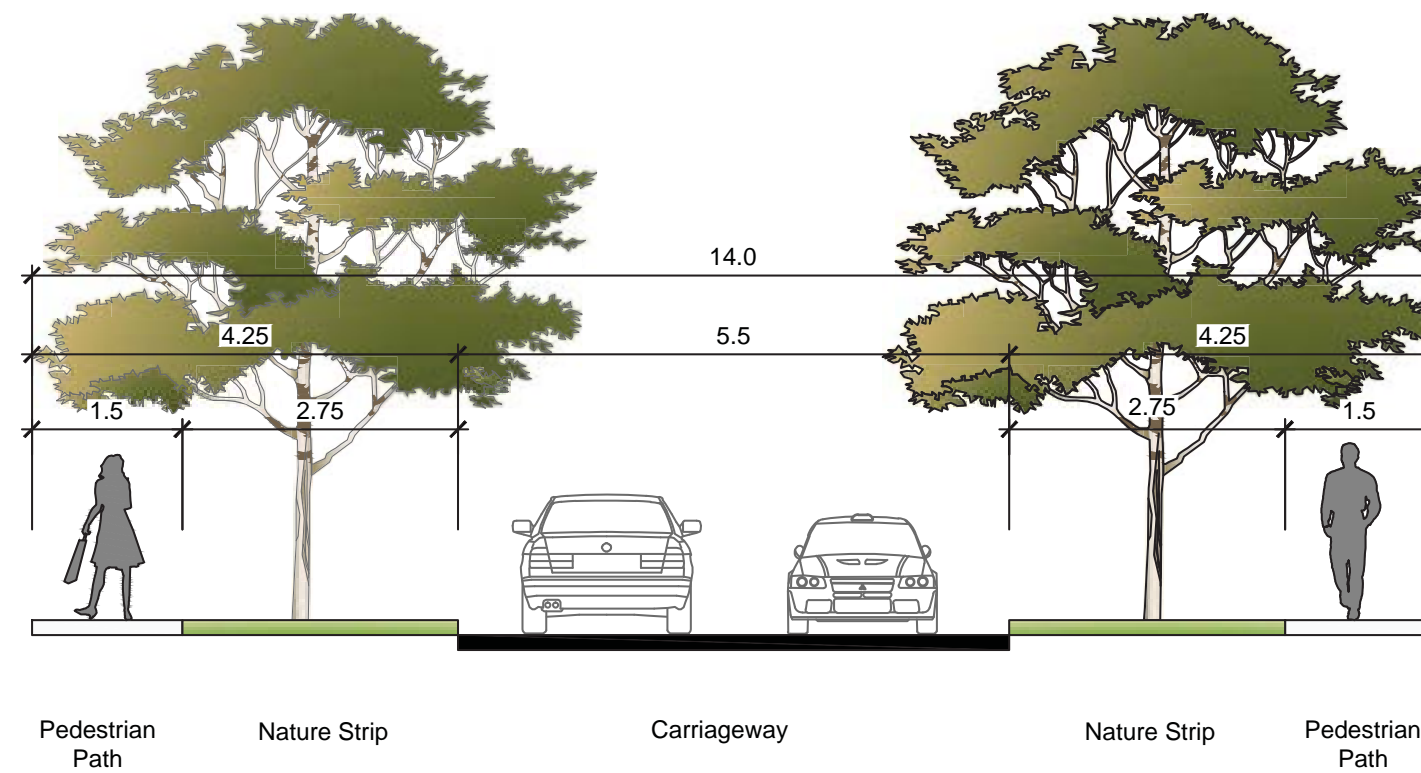 14.0
4.25
5.5
4.25
1.5
2.75
2.75
1.5
Pedestrian
Path
Nature Strip
Carriageway
Nature Strip
Pedestrian
Path